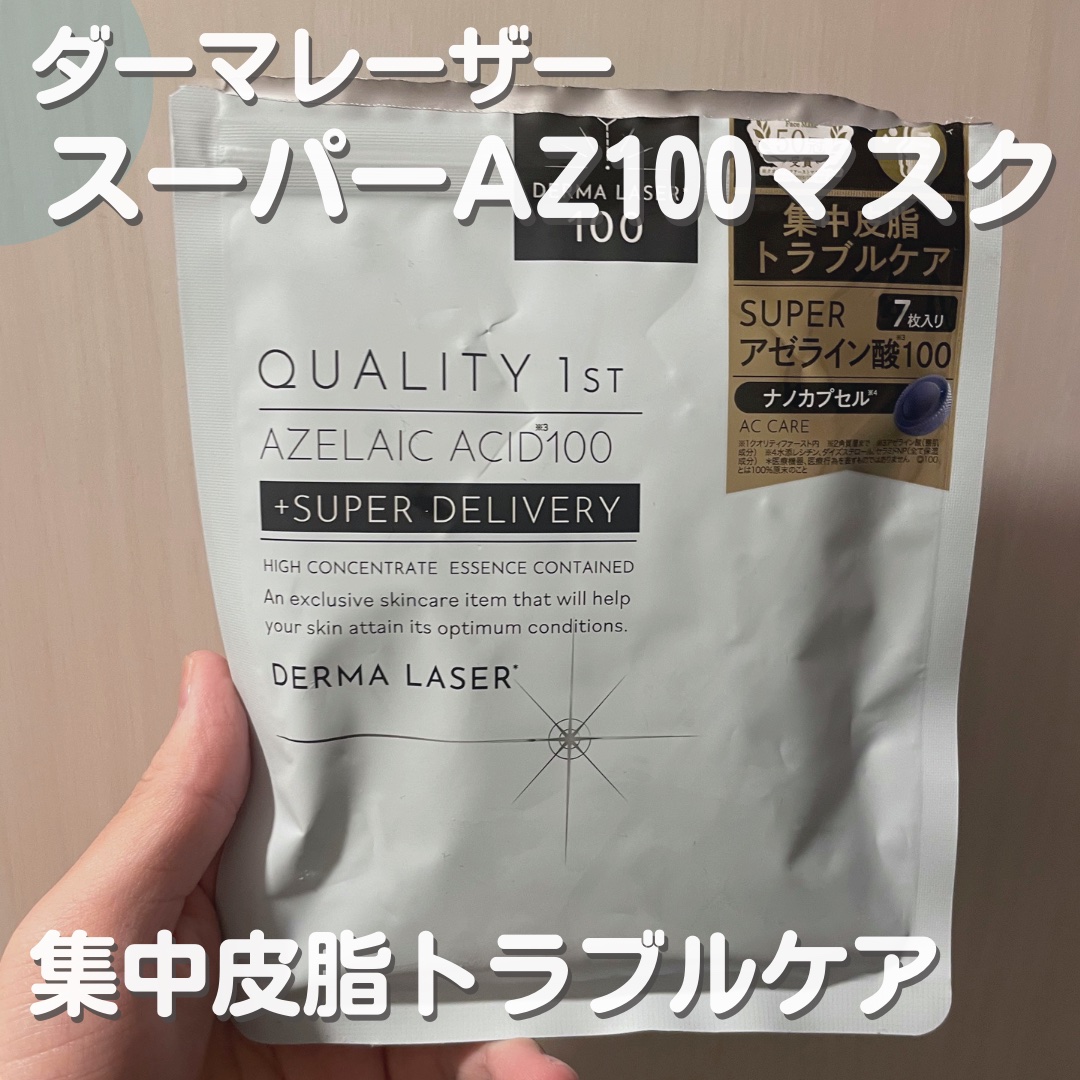 ダーマレーザー
スーパーAZ100マスク
DERMA LASER
100
集中皮脂
トラブルケア
SUPER
7枚入り
アゼライン酸※3100
ナノカプセル※4
AC CARE
QUALITY 1ST
AZELAIC ACID※3100
+SUPER DELIVERY
HIGH CONCENTRATE ESSENCE CONTAINED
An exclusive skincare item that will help
your skin attain its optimum conditions.
DERMA LASER*
集中皮脂トラブルケア